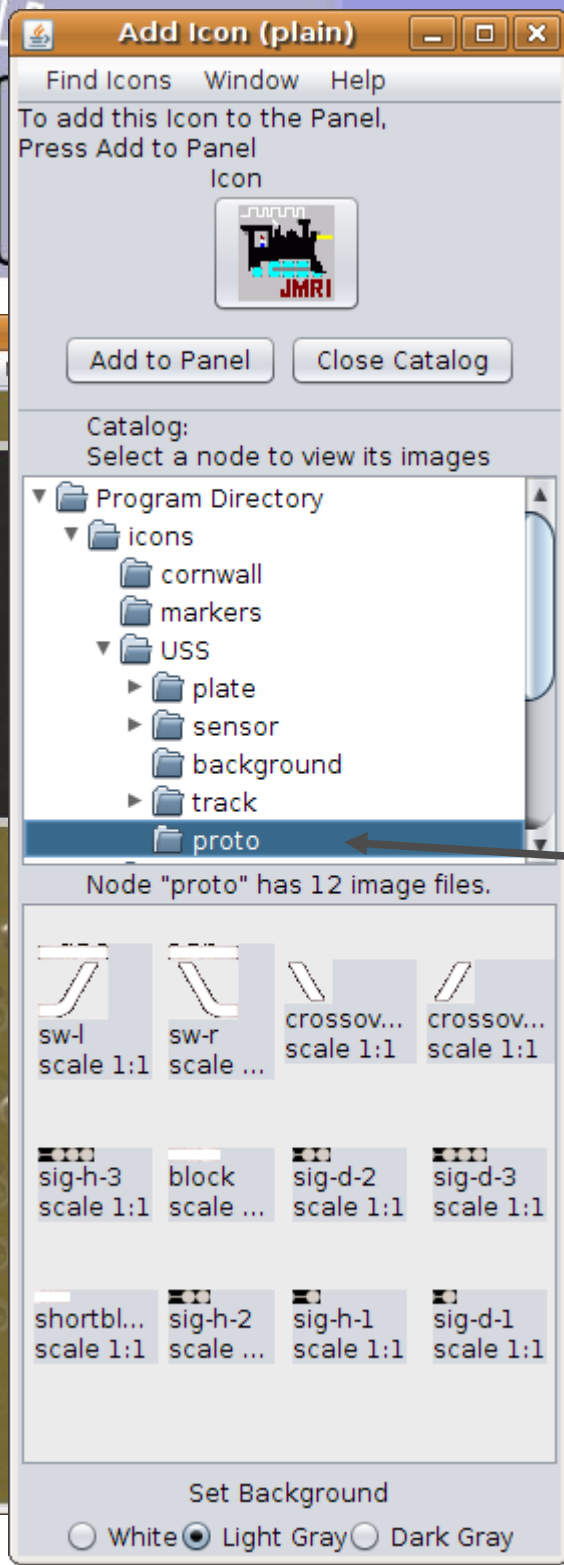 Add Icon (plain)
Find Icons Window Help
To add this Icon to the Panel,
Press Add to Panel
Icon
JMRI
Add to Panel Close Catalog
Catalog:
Select a node to view its images
Program Directory
icons
cornwall
markers
USS
plate
sensor
background
track
proto
Node "proto" has 12 image files.
sw-l sw-r crossov... crossov...
scale 1:1 scale ... scale 1:1 scale 1:1
sig-h-3 block sig-d-2 sig-d-3
scale 1:1 scale ... scale 1:1 scale 1:1
shortbl... sig-h-2 sig-h-1 sig-d-1
scale 1:1 scale ... scale 1:1 scale 1:1
Set Background
White Light Gray Dark Gray